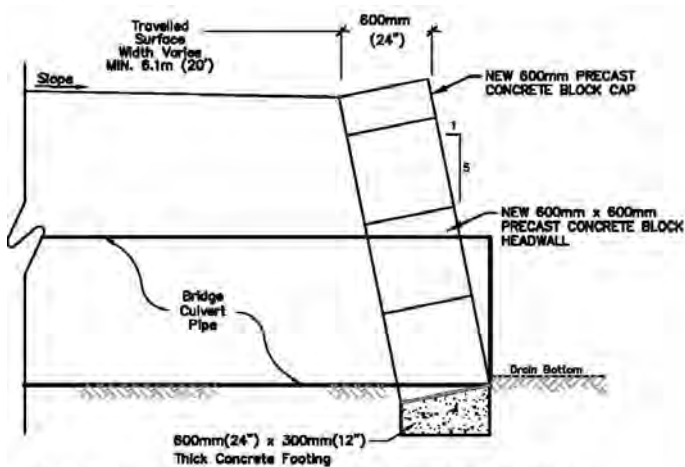 Travelled
Surface
Width Varies
MIN. 6.1m (20')
600mm
(24")
Slope
NEW 600mm PRECAST
CONCRETE BLOCK CAP
1
5
NEW 600mm x 600mm
PRECAST CONCRETE BLOCK
HEADWALL
Bridge
Culvert
Pipe
Drain Bottom
600mm(24") x 300mm(12")
Thick Concrete Footing